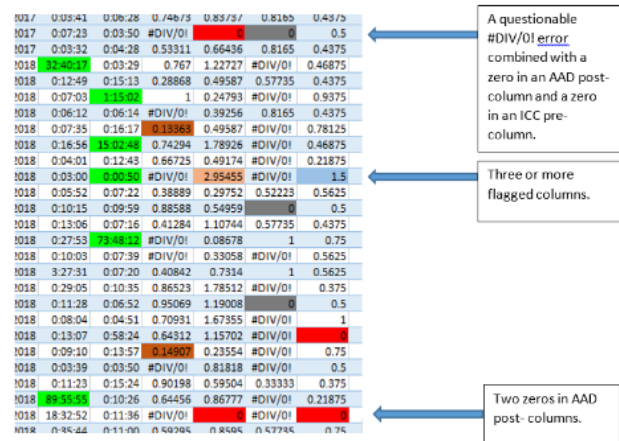 2017 0:03:41 0:06:28 0.74673 0.83737 0.8165 0.4375
2017 0:07:23 0:03:50 #DIV/0! 0 0 0.5
2017 0:03:32 0:04:28 0.53311 0.66436 0.8165 0.4375
2018 32:40:17 0:03:29 0.767 1.22727 #DIV/0! 0.46875
2018 0:12:49 0:15:13 0.28868 0.49587 0.57735 0.4375
2018 0:07:03 1:15:02 1 0.24793 #DIV/0! 0.9375
2018 0:06:12 0:06:14 #DIV/0! 0.39256 0.8165 0.4375
2018 0:07:35 0:16:17 0.13363 0.49587 #DIV/0! 0.78125
2018 0:16:56 15:02:48 0.74294 1.78926 #DIV/0! 0.46875
2018 0:04:01 0:12:43 0.66725 0.49174 #DIV/0! 0.21875
2018 0:03:00 0:00:50 #DIV/0! 2.95455 #DIV/0! 1.5
2018 0:05:52 0:07:22 0.38889 0.29752 0.52223 0.5625
2018 0:10:15 0:09:59 0.88588 0.54959 0 0.5
2018 0:13:06 0:07:16 0.41284 1.10744 0.57735 0.4375
2018 0:27:53 73:48:12 #DIV/0! 0.08678 1 0.75
2018 0:10:03 0:07:39 #DIV/0! 0.33058 #DIV/0! 0.5625
2018 3:27:31 0:07:20 0.40842 0.7314 1 0.5625
2018 0:29:05 0:10:35 0.86523 1.78512 #DIV/0! 0.375
2018 0:11:28 0:06:52 0.95069 1.19008 0 0.5
2018 0:08:04 0:04:51 0.70931 1.67355 #DIV/0! 1
2018 0:13:07 0:58:24 0.64312 1.15702 #DIV/0! 0
2018 0:09:10 0:13:57 0.14907 0.23554 #DIV/0! 0.75
2018 0:03:39 0:03:50 #DIV/0! 0.81818 #DIV/0! 0.5
2018 0:11:23 0:15:24 0.90198 0.59504 0.33333 0.375
2018 89:55:55 0:10:26 0.64456 0.86777 #DIV/0! 0.21875
2018 18:32:52 0:11:36 #DIV/0! 0 #DIV/0! 0
2018 0:35:44 0:11:00 0.59295 0.8595 0.57735 0.75
A questionable
#DIV/0! error
combined with a
zero in an AAD post-
column and a zero
in an ICC pre-
column.
Three or more
flagged columns.
Two zeros in AAD
post- columns.